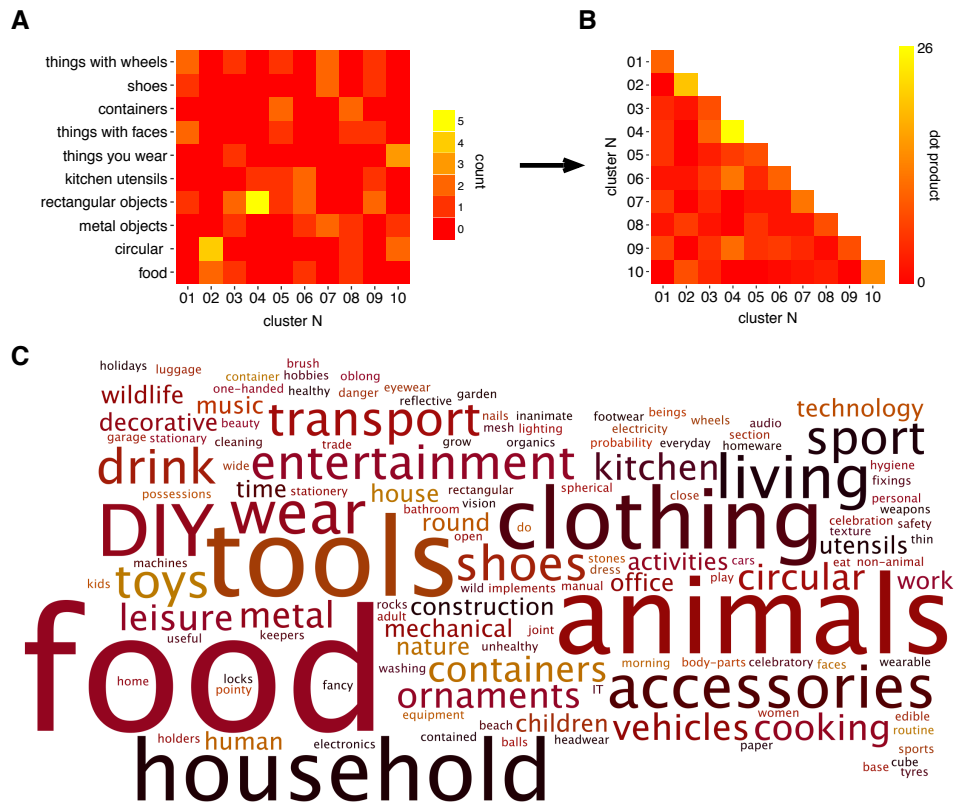 A
B
things with wheels
shoes
containers
things with faces
things you wear
kitchen utensils
rectangular objects
metal objects
circular
food
01 02 03 04 05 06 07 08 09 10
cluster N
5
4
3
2
1
0
count
01
02
03
04
05
06
07
08
09
10
cluster N
01 02 03 04 05 06 07 08 09 10
cluster N
26
0
dot product
C
holidays luggage brush
container hobbies oblong
wildlife one-handed healthy danger eyewear
music reflective garden
decorative beauty transport nails inanimate footwear beings wheels audio technology
mesh lighting electricity section
garage stationary cleaning trade grow organics probability everyday homeware sport
drink wide entertainment kitchen living hygiene
fixings
possessions time stationery house rectangular spherical close personal
vision weapons
DIY wear bathroom round do clothing celebration safety
texture
open utensils thin
machines tools shoes stones activities cars eat non-animal
dress
kids toys wild implements manual office play circular work
leisure metal rocks construction animals
adult
useful keepers mechanical joint
food nature unhealthy
home locks fancy washing containers morning body-parts celebratory faces wearable
pointy ornaments IT accessories
equipment women edible
beach children vehicles cooking routine
holders human electronics contained balls headwear paper sports
household base cube
tyres